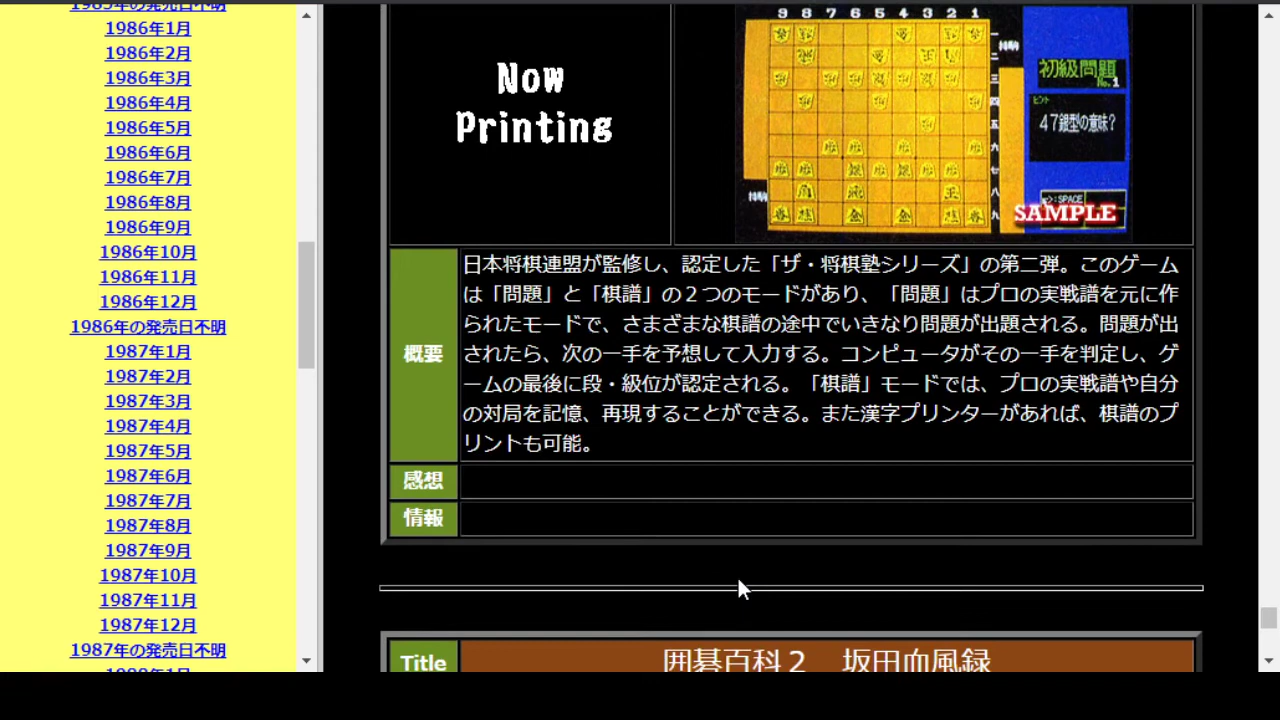 1985年の発売日不明
1986年1月
1986年2月
1986年3月
1986年4月
1986年5月
1986年6月
1986年7月
1986年8月
1986年9月
1986年10月
1986年11月
1986年12月
1986年の発売日不明
1987年1月
1987年2月
1987年3月
1987年4月
1987年5月
1987年6月
1987年7月
1987年8月
1987年9月
1987年10月
1987年11月
1987年12月
1987年の発売日不明
Now
Printing
9 8 7 6 5 4 3 2 1
初級問題
No.1
ヒント
47銀型の意味?
:SPACE
SAMPLE
概要
日本将棋連盟が監修し、認定した「ザ・将棋塾シリーズ」の第二弾。このゲーム
は「問題」と「棋譜」の２つのモードがあり、「問題」はプロの実戦譜を元に作
られたモードで、さまざまな棋譜の途中でいきなり問題が出題される。問題が出
されたら、次の一手を予想して入力する。コンピュータがその一手を判定し、ゲ
ームの最後に段・級位が認定される。「棋譜」モードでは、プロの実戦譜や自分
の対局を記憶、再現することができる。また漢字プリンターがあれば、棋譜のプ
リントも可能。
感想
情報
Title
囲碁百科２　坂田血風録